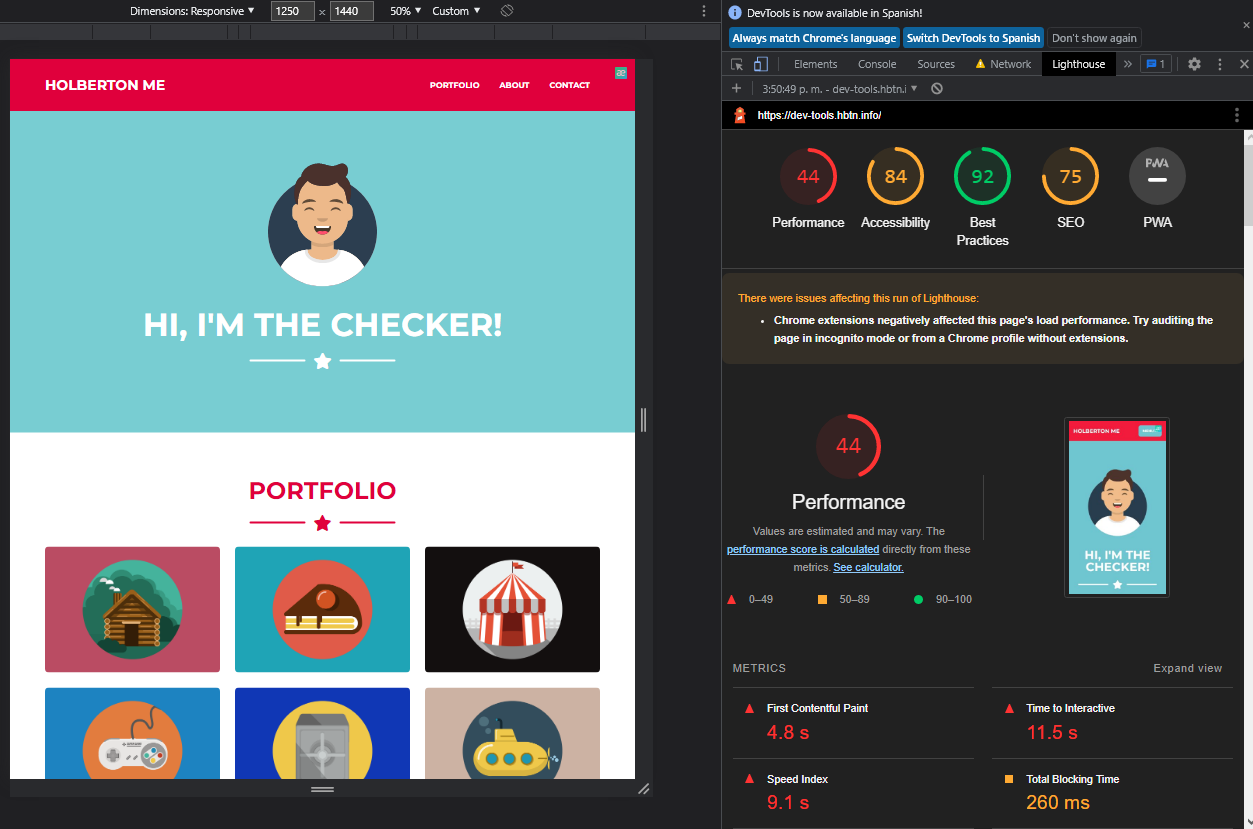 Dimensions: Responsive ▼ 1250 × 1440 50% ▼ Custom ▼
HOLBERTON ME
PORTFOLIO ABOUT CONTACT
æ
HI, I'M THE CHECKER!
PORTFOLIO
DevTools is now available in Spanish!
Always match Chrome's language Switch DevTools to Spanish Don't show again
Elements Console Sources Network Lighthouse » 1
3:50:49 p. m. - dev-tools.hbtn.i ▼
https://dev-tools.hbtn.info/
44 84 92 75 PWA
Performance Accessibility Best Practices SEO PWA
There were issues affecting this run of Lighthouse:
• Chrome extensions negatively affected this page's load performance. Try auditing the
page in incognito mode or from a Chrome profile without extensions.
44
Performance
Values are estimated and may vary. The
performance score is calculated directly from these
metrics. See calculator.
0–49 50–89 90–100
HOLBERTON ME
HI, I'M THE
CHECKER!
METRICS Expand view
First Contentful Paint
4.8 s
Time to Interactive
11.5 s
Speed Index
9.1 s
Total Blocking Time
260 ms